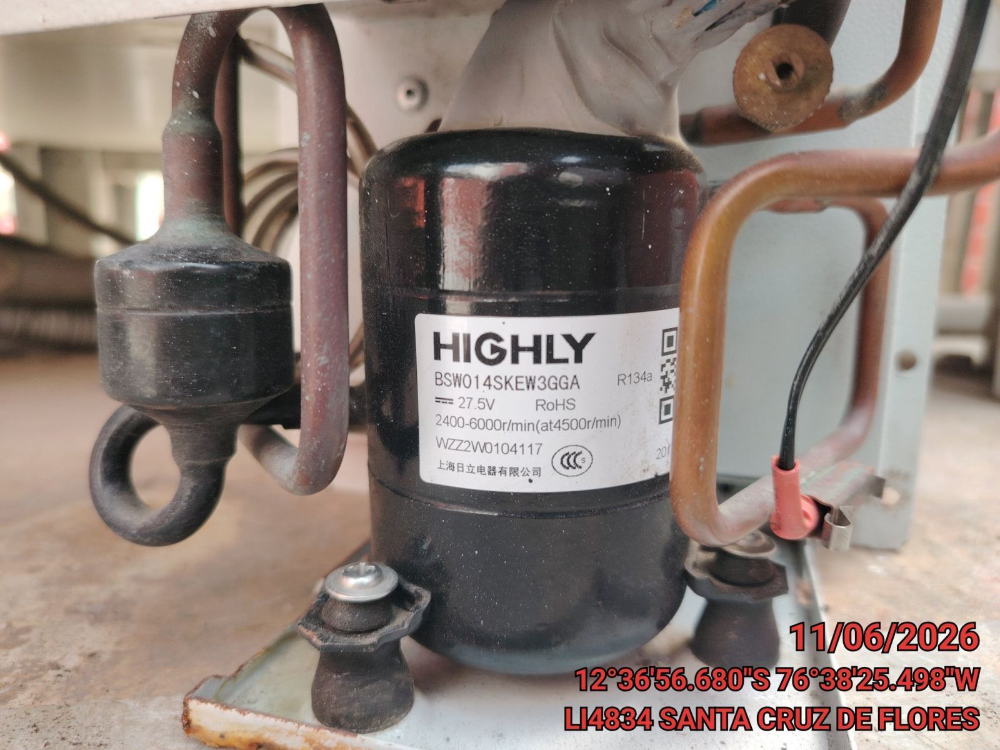 HIGHLY
BSW014SKEW3GGA R134a
27.5V RoHS
2400-6000r/min(at4500r/min)
WZZ2W0104117
上海日立电器有限公司
CCC S
11/06/2026
12°36'56.680"S 76°38'25.498"W
LI4834 SANTA CRUZ DE FLORES